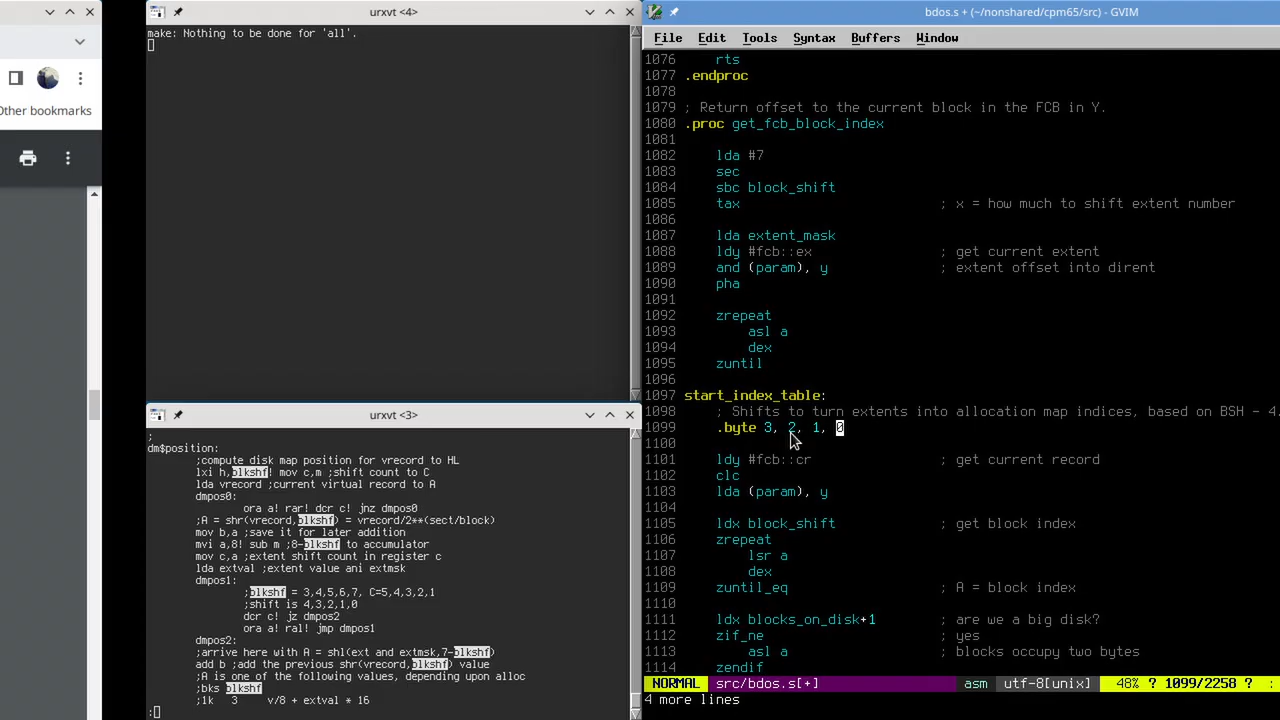 Other bookmarks
urxvt <4>
make: Nothing to be done for 'all'.
urxvt <3>
;
dm$position:
;compute disk map position for vrecord to HL
lxi h,blkshf! mov c,m ;shift count to C
lda vrecord ;current virtual record to A
dmpos0:
ora a! rar! dcr c! jnz dmpos0
;A = shr(vrecord,blkshf) = vrecord/2**(sect/block)
mov b,a ;save it for later addition
mvi a,8! sub m ;8-blkshf to accumulator
mov c,a ;extent shift count in register c
lda extval ;extent value ani extmsk
dmpos1:
;blkshf = 3,4,5,6,7, C=5,4,3,2,1
;shift is 4,3,2,1,0
dcr c! jz dmpos2
ora a! ral! jmp dmpos1
dmpos2:
;arrive here with A = shl(ext and extmsk,7-blkshf)
add b ;add the previous shr(vrecord,blkshf) value
;A is one of the following values, depending upon alloc
;bks blkshf
;1k 3 v/8 + extval * 16
:
bdos.s + (~/nonshared/cpm65/src) - GVIM
File Edit Tools Syntax Buffers Window
1076 rts
1077 .endproc
1078
1079 ; Return offset to the current block in the FCB in Y.
1080 .proc get_fcb_block_index
1081
1082 lda #7
1083 sec
1084 sbc block_shift
1085 tax ; x = how much to shift extent number
1086
1087 lda extent_mask
1088 ldy #fcb::ex ; get current extent
1089 and (param), y ; extent offset into dirent
1090 pha
1091
1092 zrepeat
1093 asl a
1094 dex
1095 zuntil
1096
1097 start_index_table:
1098 ; Shifts to turn extents into allocation map indices, based on BSH - 4.
1099 .byte 3, 2, 1, 0
1100
1101 ldy #fcb::cr ; get current record
1102 clc
1103 lda (param), y
1104
1105 ldx block_shift ; get block index
1106 zrepeat
1107 lsr a
1108 dex
1109 zuntil_eq ; A = block index
1110
1111 ldx blocks_on_disk+1 ; are we a big disk?
1112 zif_ne ; yes
1113 asl a ; blocks occupy two bytes
1114 zendif
NORMAL src/bdos.s[+] asm utf-8[unix] 48% ? 1099/2258 ? :
4 more lines